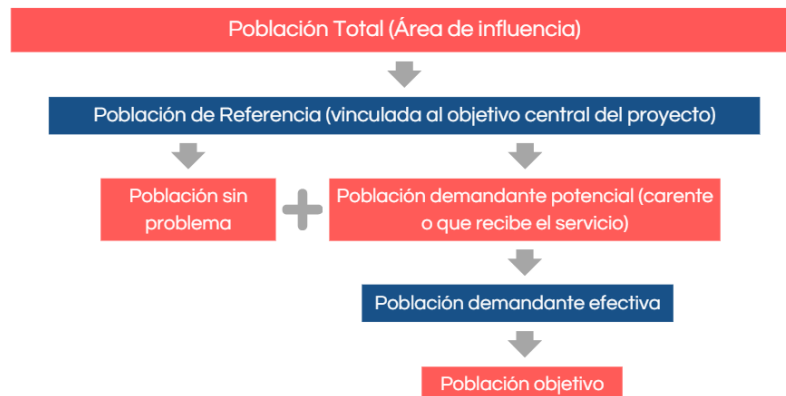 Población Total (Área de influencia)
Población de Referencia (vinculada al objetivo central del proyecto)
Población sin
problema
Población demandante potencial (carente
o que recibe el servicio)
Población demandante efectiva
Población objetivo